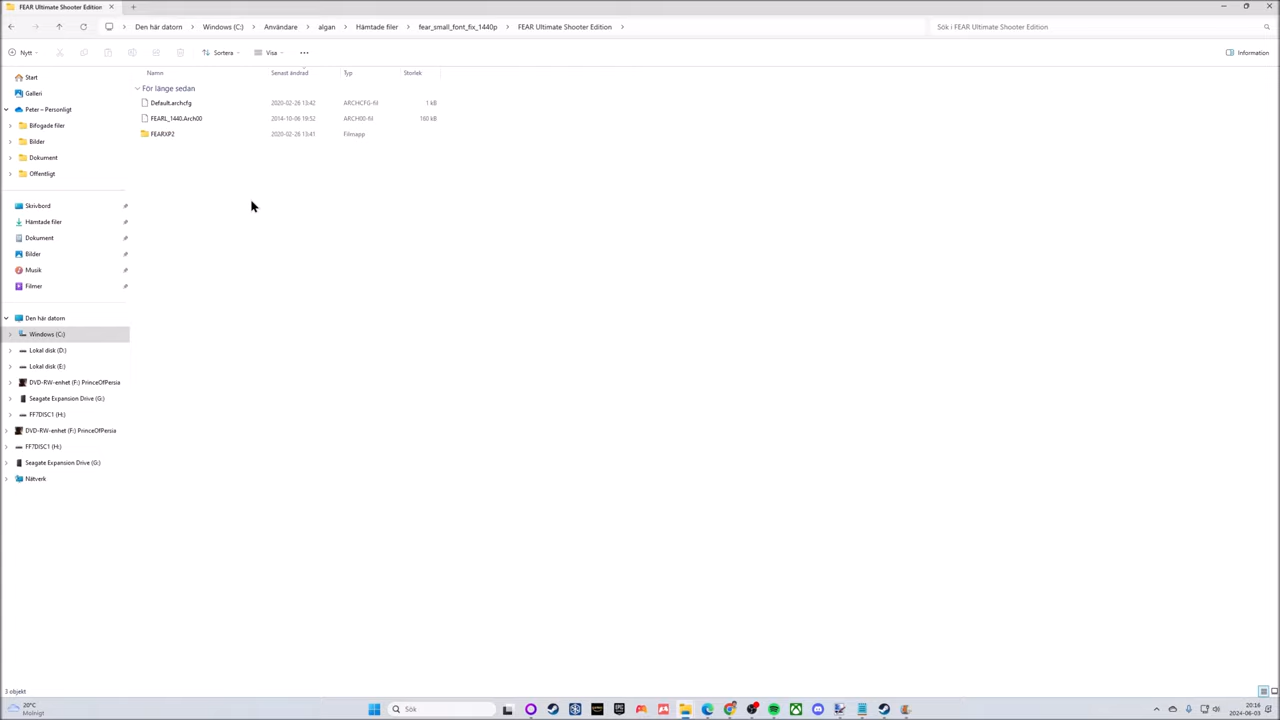 FEAR Ultimate Shooter Edition
Den här datorn > Windows (C:) > Användare > algan > Hämtade filer > fear_small_font_fix_1440p > FEAR Ultimate Shooter Edition >
Sök i FEAR Ultimate Shooter Edition
Nytt
Sortera
Visa
Information
Namn Senast ändrad Typ Storlek
För länge sedan
Default.archcfg 2020-02-26 13:42 ARCHCFG-fil 1 kB
FEARL_1440.Arch00 2014-10-06 19:52 ARCH00-fil 160 kB
FEARXP2 2020-02-26 13:41 Filmapp
Start
Galleri
Peter – Personligt
Bifogade filer
Bilder
Dokument
Offentligt
Skrivbord
Hämtade filer
Dokument
Bilder
Musik
Filmer
Den här datorn
Windows (C:)
Lokal disk (D:)
Lokal disk (E:)
DVD-RW-enhet (F:) PrinceOfPersia
Seagate Expansion Drive (G:)
FF7DISC1 (H:)
DVD-RW-enhet (F:) PrinceOfPersia
FF7DISC1 (H:)
Seagate Expansion Drive (G:)
Nätverk
3 objekt
20°C
Molnigt
Sök
20:16
2024-06-03